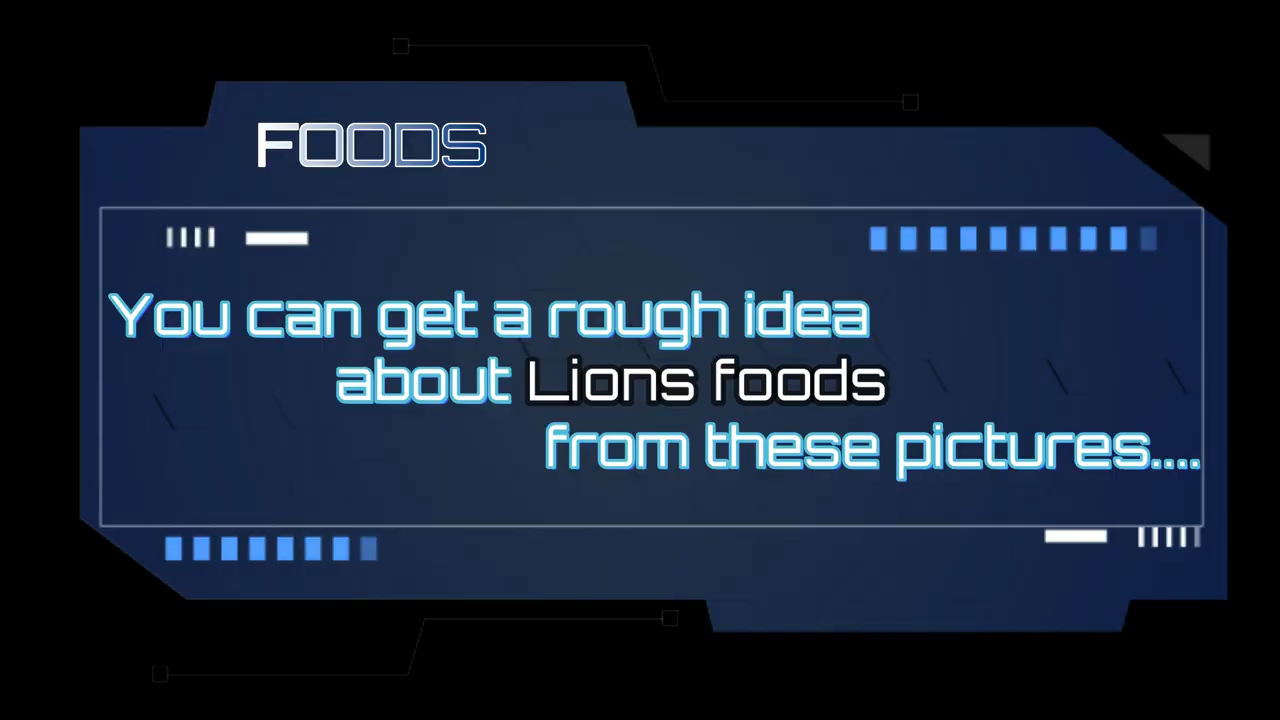 FOODS
You can get a rough idea
about Lions foods
from these pictures....